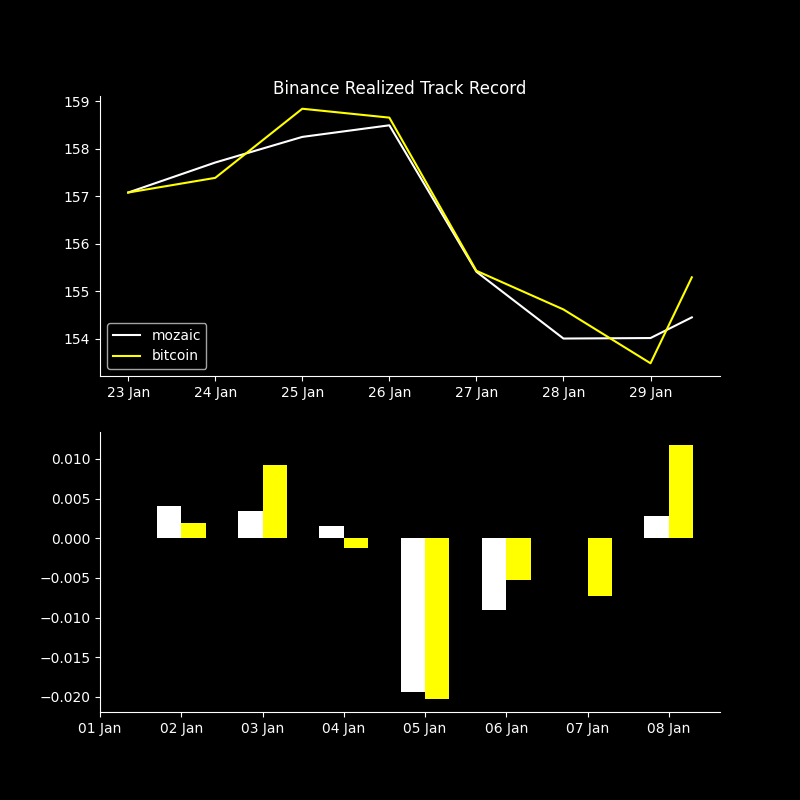 Binance Realized Track Record
159
158
157
156
155
154
mozaic
bitcoin
23 Jan 24 Jan 25 Jan 26 Jan 27 Jan 28 Jan 29 Jan
0.010
0.005
0.000
−0.005
−0.010
−0.015
−0.020
01 Jan 02 Jan 03 Jan 04 Jan 05 Jan 06 Jan 07 Jan 08 Jan